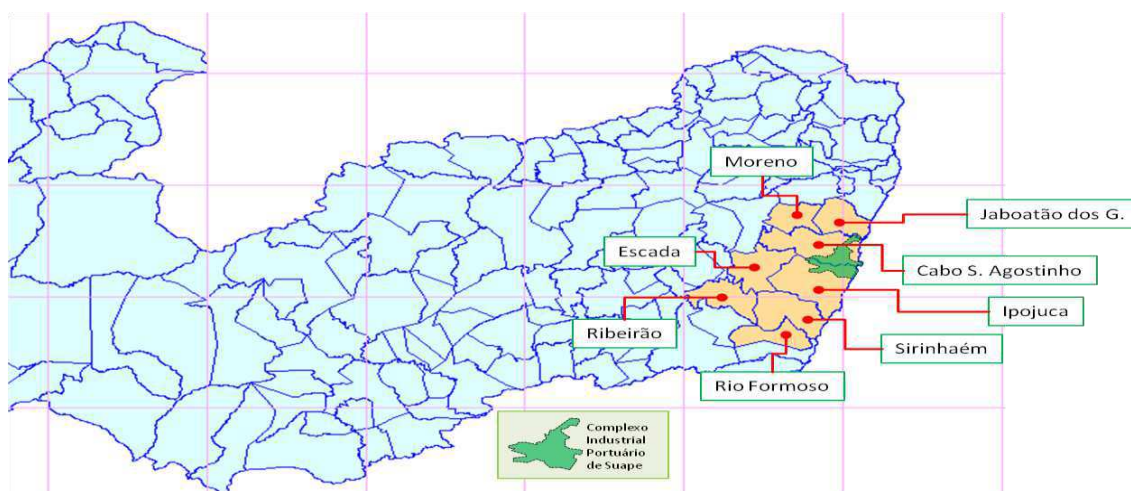 Moreno
Jaboatão dos G.
Escada
Cabo S. Agostinho
Ipojuca
Ribeirão
Sirinhaém
Rio Formoso
Complexo
Industrial
Portuário
de Suape